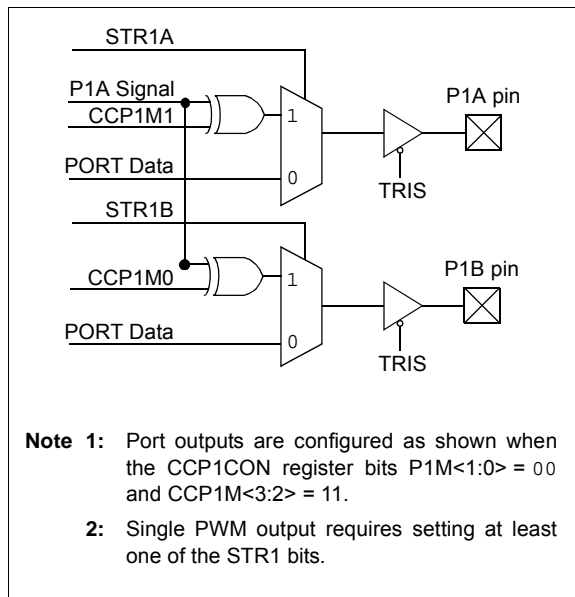 STR1A
P1A Signal
CCP1M1
1
P1A pin
PORT Data
0
TRIS
STR1B
CCP1M0
1
P1B pin
PORT Data
0
TRIS
Note 1: Port outputs are configured as shown when
the CCP1CON register bits P1M<1:0> = 00
and CCP1M<3:2> = 11.
2: Single PWM output requires setting at least
one of the STR1 bits.